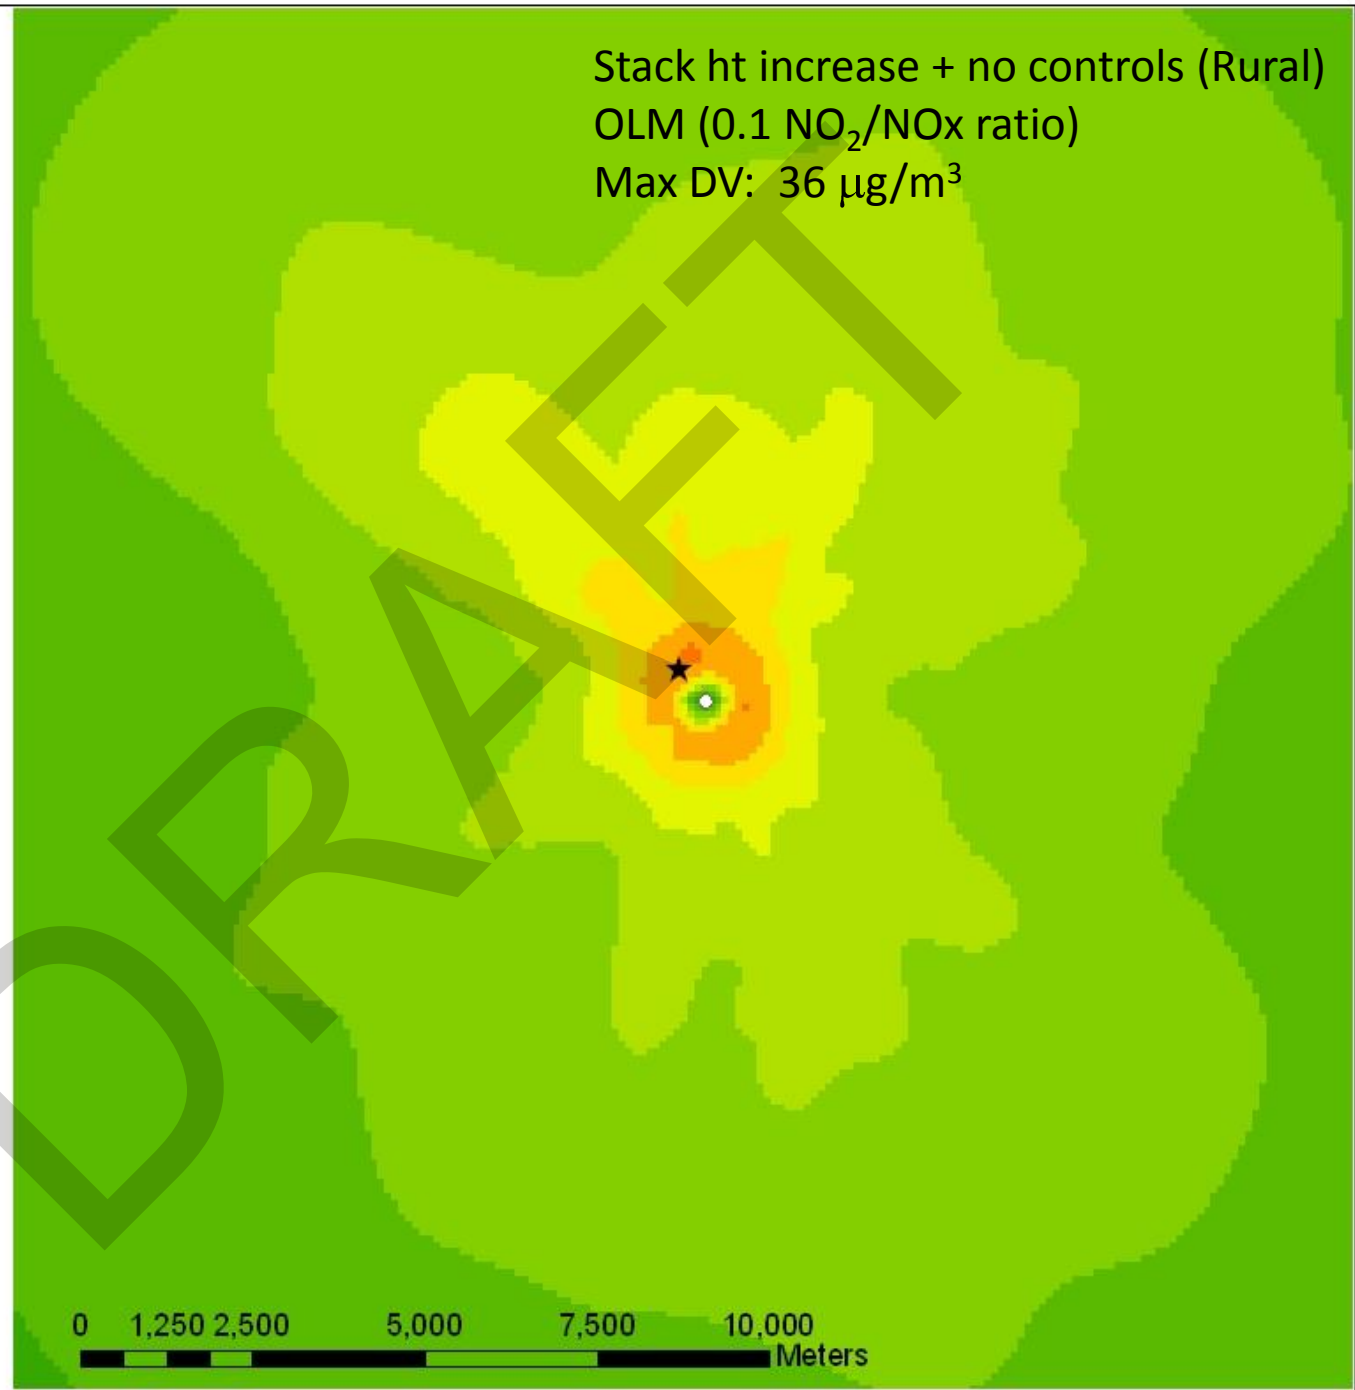 Stack ht increase + no controls (Rural)
OLM (0.1 NO₂/NOx ratio)
Max DV: 36 μg/m³
DRAFT
0 1,250 2,500 5,000 7,500 10,000
Meters